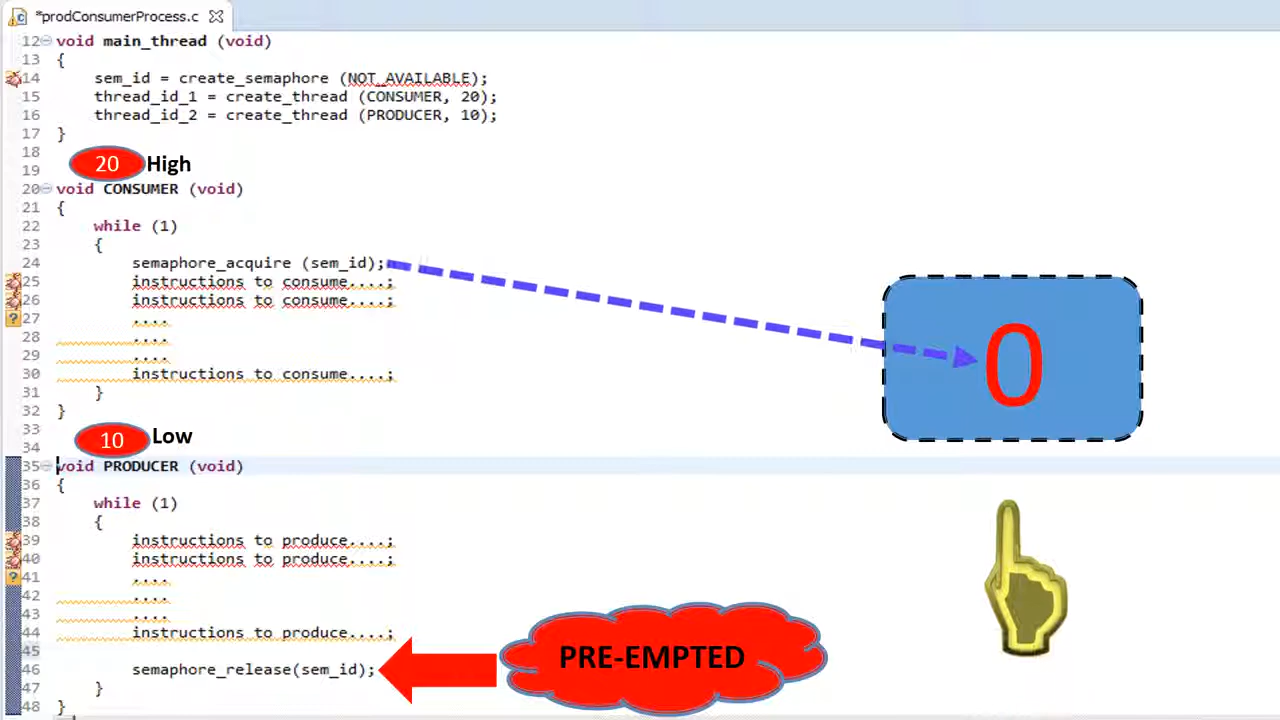 *prodConsumerProcess.c
12 void main_thread (void)
13 {
14 sem_id = create_semaphore (NOT_AVAILABLE);
15 thread_id_1 = create_thread (CONSUMER, 20);
16 thread_id_2 = create_thread (PRODUCER, 10);
17 }
18
20 High
19
20 void CONSUMER (void)
21 {
22 while (1)
23 {
24 semaphore_acquire (sem_id);
25 instructions to consume....;
26 instructions to consume....;
27 ....
28 ....
29 ....
30 instructions to consume....;
31 }
32 }
0
33
10 Low
34
35 void PRODUCER (void)
36 {
37 while (1)
38 {
39 instructions to produce....;
40 instructions to produce....;
41 ....
42 ....
43 ....
44 instructions to produce....;
45
46 semaphore_release(sem_id);
PRE-EMPTED
47 }
48 }